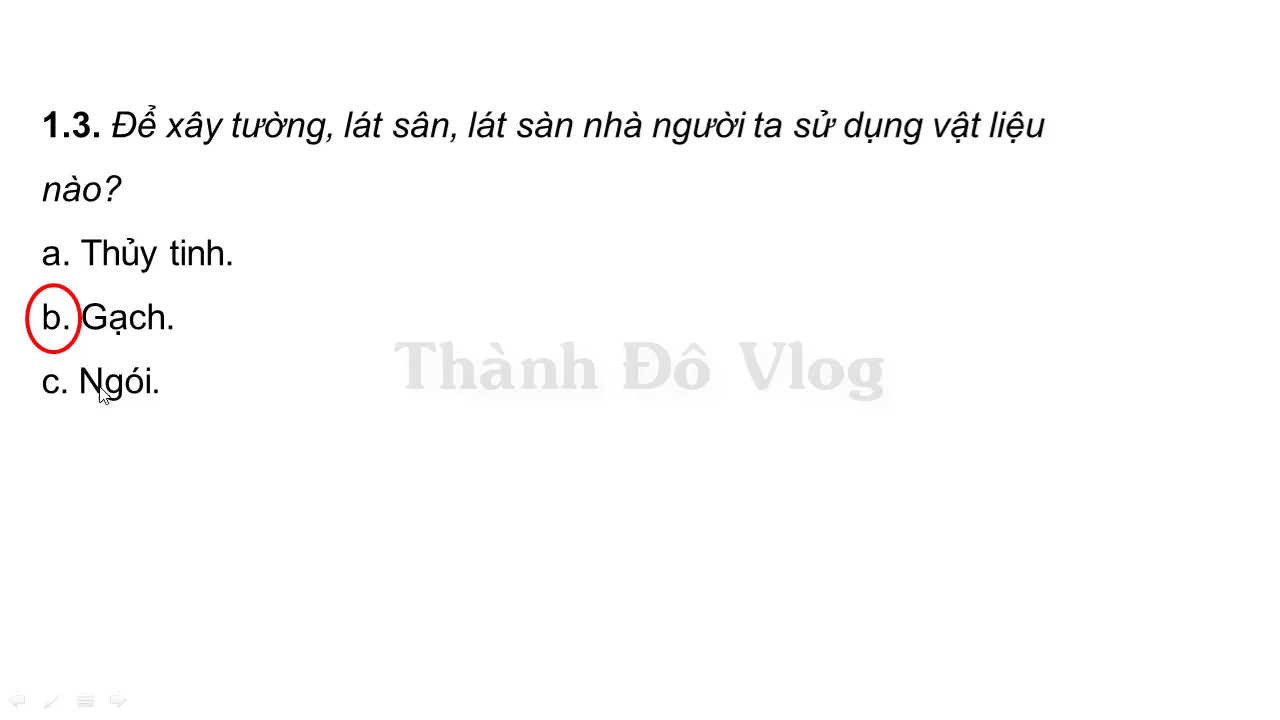 1.3. Để xây tường, lát sân, lát sàn nhà người ta sử dụng vật liệu
nào?
a. Thủy tinh.
b. Gạch.
c. Ngói.
Thành Đô Vlog